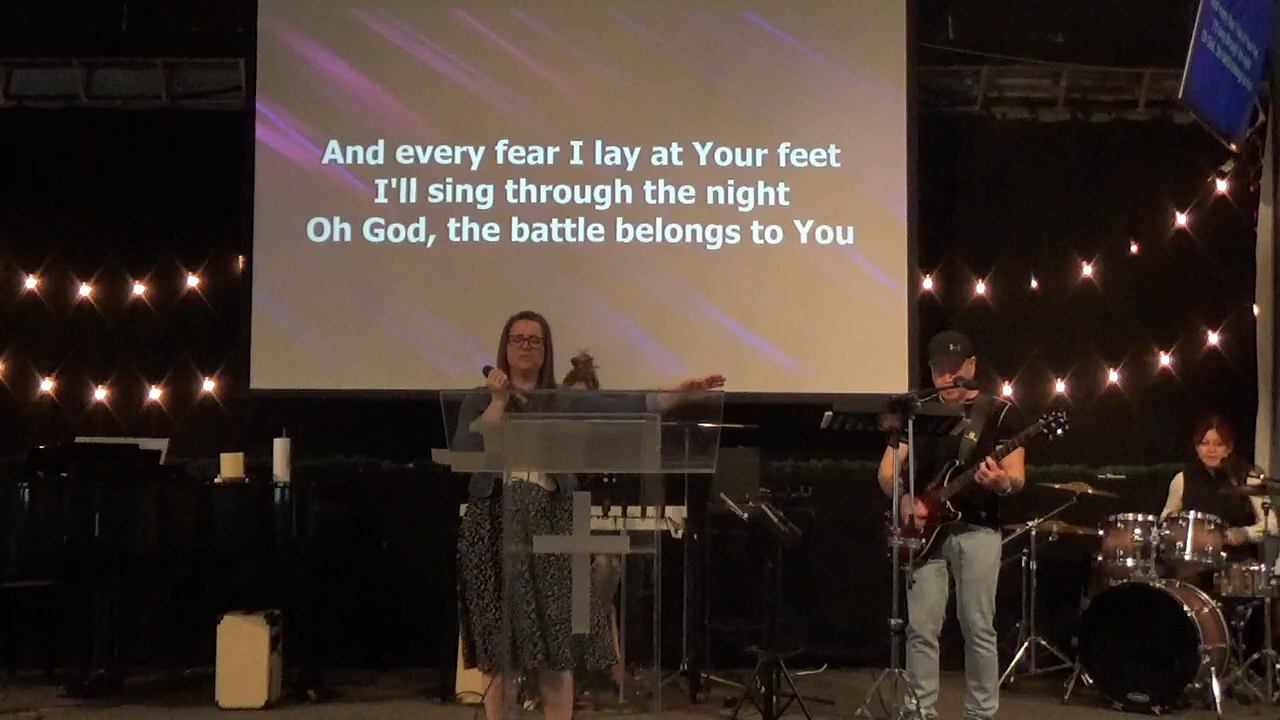 And every fear I lay at Your feet
I'll sing through the night
Oh God, the battle belongs to You